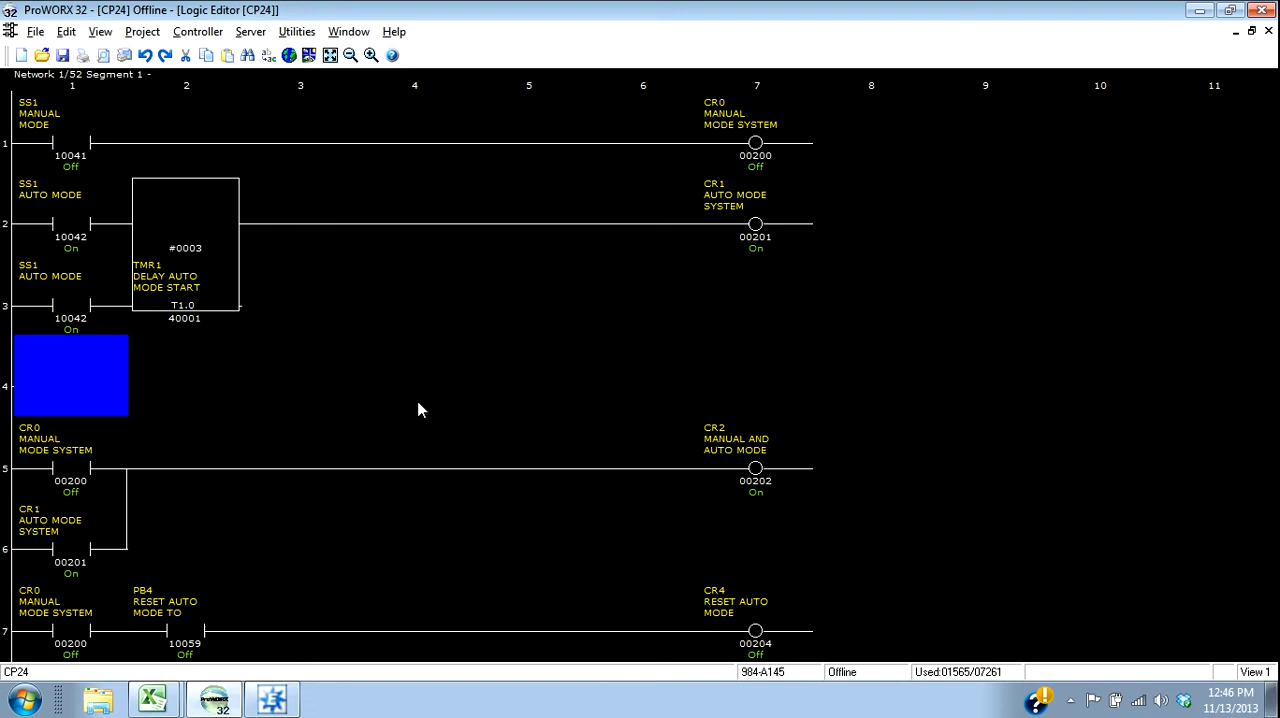 ProWORX 32 - [CP24] Offline - [Logic Editor [CP24]]
32
File Edit View Project Controller Server Utilities Window Help
Network 1/52 Segment 1 -
1 2 3 4 5 6 7 8 9 10 11
SS1
MANUAL
MODE
CR0
MANUAL
MODE SYSTEM
1
10041
Off
00200
Off
SS1
AUTO MODE
CR1
AUTO MODE
SYSTEM
2
10042
On
#0003
00201
On
SS1
AUTO MODE
TMR1
DELAY AUTO
MODE START
3
T1.0
10042
On
40001
4
CR0
MANUAL
MODE SYSTEM
CR2
MANUAL AND
AUTO MODE
5
00200
Off
00202
On
CR1
AUTO MODE
SYSTEM
6
00201
On
CR0
MANUAL
MODE SYSTEM
PB4
RESET AUTO
MODE TO
CR4
RESET AUTO
MODE
7
00200
Off
10059
Off
00204
Off
CP24 984-A145 Offline Used:01565/07261 View 1
ProWORX
32
12:46 PM
11/13/2013